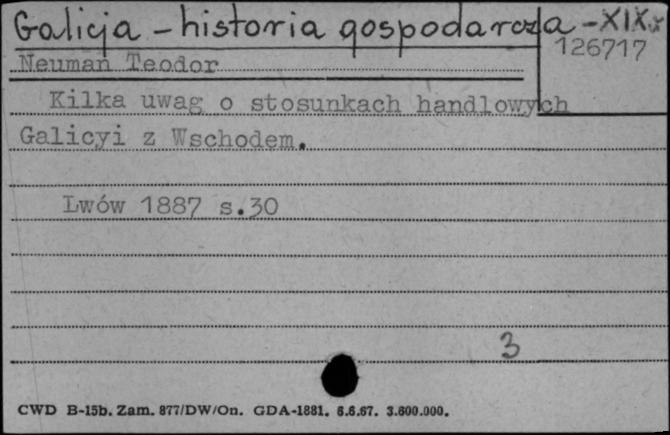 Galicja - historia gospodarcza - XIX w.
126717
Neuman Teodor
Kilka uwag o stosunkach handlowych
Galicyi z Wschodem.
Lwów 1887 s.30
3
CWD B-15b. Zam. 877/DW/On. GDA-1881. 6.6.67. 3.600.000.